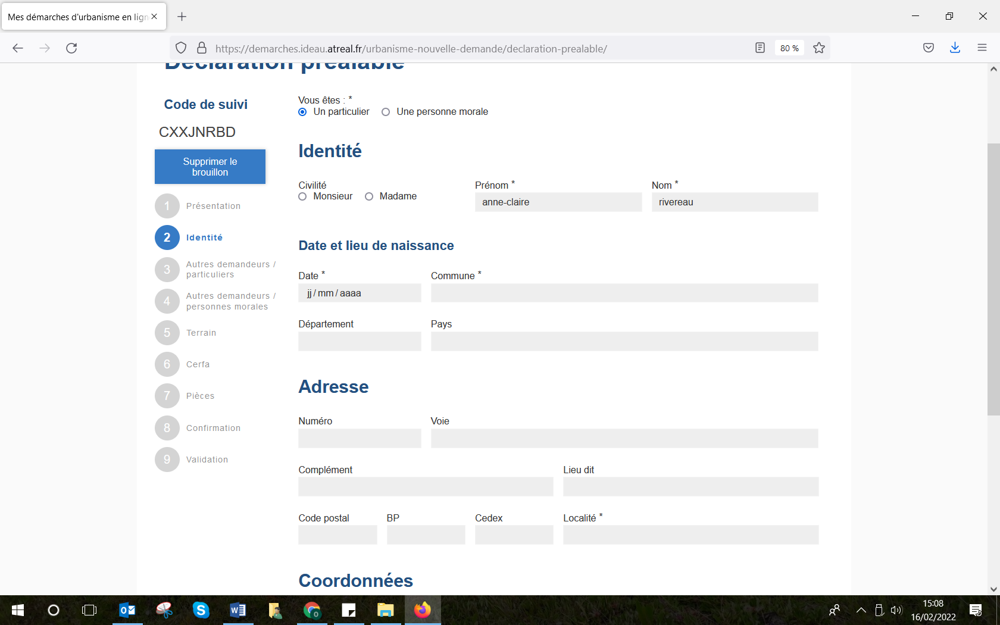 Mes démarches d'urbanisme en lign
https://demarches.ideau.atreal.fr/urbanisme-nouvelle-demande/declaration-prealable/
80 %
Déclaration préalable
Code de suivi
CXXJNRBD
Supprimer le
brouillon
1 Présentation
2 Identité
3 Autres demandeurs /
particuliers
4 Autres demandeurs /
personnes morales
5 Terrain
6 Cerfa
7 Pièces
8 Confirmation
9 Validation
Vous êtes : *
Un particulier Une personne morale
Identité
Civilité Prénom * Nom *
Monsieur Madame anne-claire rivereau
Date et lieu de naissance
Date * Commune *
jj / mm / aaaa
Département Pays
Adresse
Numéro Voie
Complément Lieu dit
Code postal BP Cedex Localité *
Coordonnées
15:08
16/02/2022